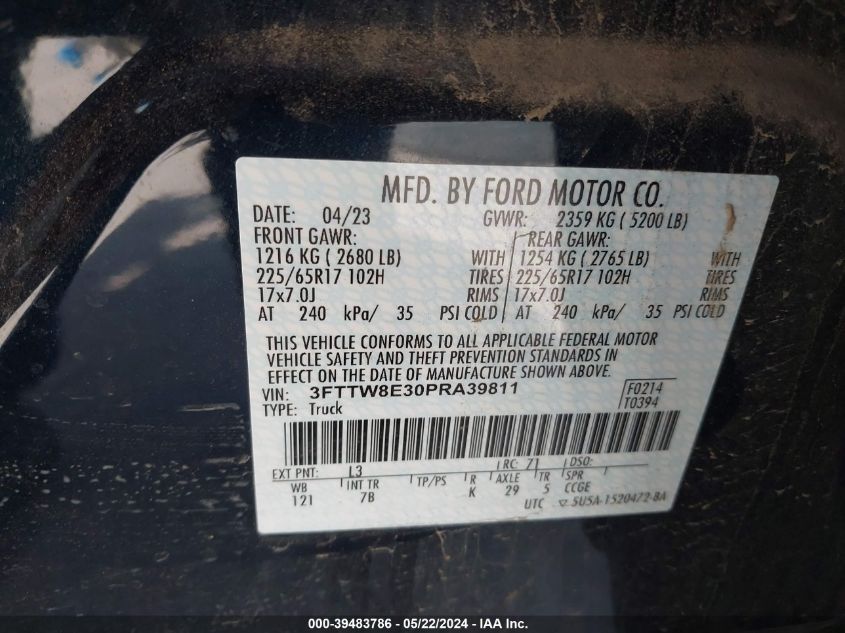 MFD. BY FORD MOTOR CO.
DATE: 04/23 GVWR: 2359 KG ( 5200 LB)
FRONT GAWR: REAR GAWR:
1216 KG ( 2680 LB) WITH 1254 KG ( 2765 LB) WITH
225/65R17 102H TIRES 225/65R17 102H TIRES
17x7.0J RIMS 17x7.0J RIMS
AT 240 kPa/ 35 PSI COLD AT 240 kPa/ 35 PSI COLD
THIS VEHICLE CONFORMS TO ALL APPLICABLE FEDERAL MOTOR
VEHICLE SAFETY AND THEFT PREVENTION STANDARDS IN
EFFECT ON THE DATE OF MANUFACTURE SHOWN ABOVE.
VIN: 3FTTW8E30PRA39811 F0214
TYPE: Truck T0394
EXT PNT: L3 RC: 71 DSO:
WB INT TR TP/PS R AXLE TR SPR
121 7B K 29 5 CCGE
UTC 5U5A-1520472-BA
000-39483786 / 05/22/2024 - IAA Inc.